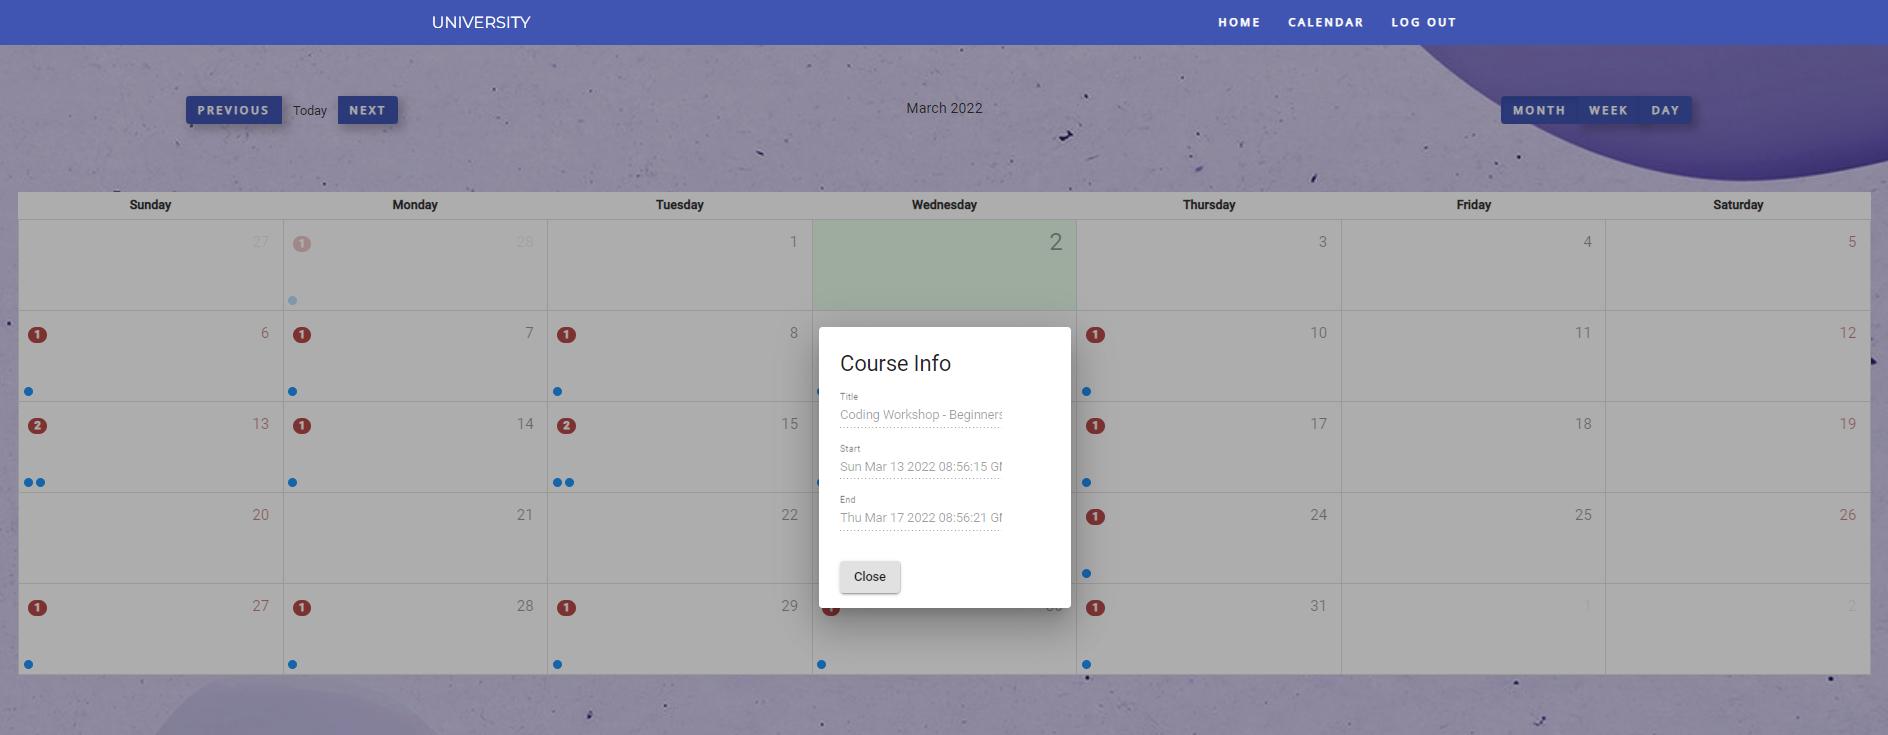 UNIVERSITY HOME CALENDAR LOG OUT
PREVIOUS Today NEXT March 2022 MONTH WEEK DAY
Sunday Monday Tuesday Wednesday Thursday Friday Saturday
27 1 28 1 2 3 4 5
1 6 1 7 1 8 1 10 11 12
2 13 1 14 2 15 1 17 18 19
20 21 22 1 24 25 26
1 27 1 28 1 29 1 31 1 2
Course Info
Title
Coding Workshop - Beginners
Start
Sun Mar 13 2022 08:56:15
End
Thu Mar 17 2022 08:56:21
Close